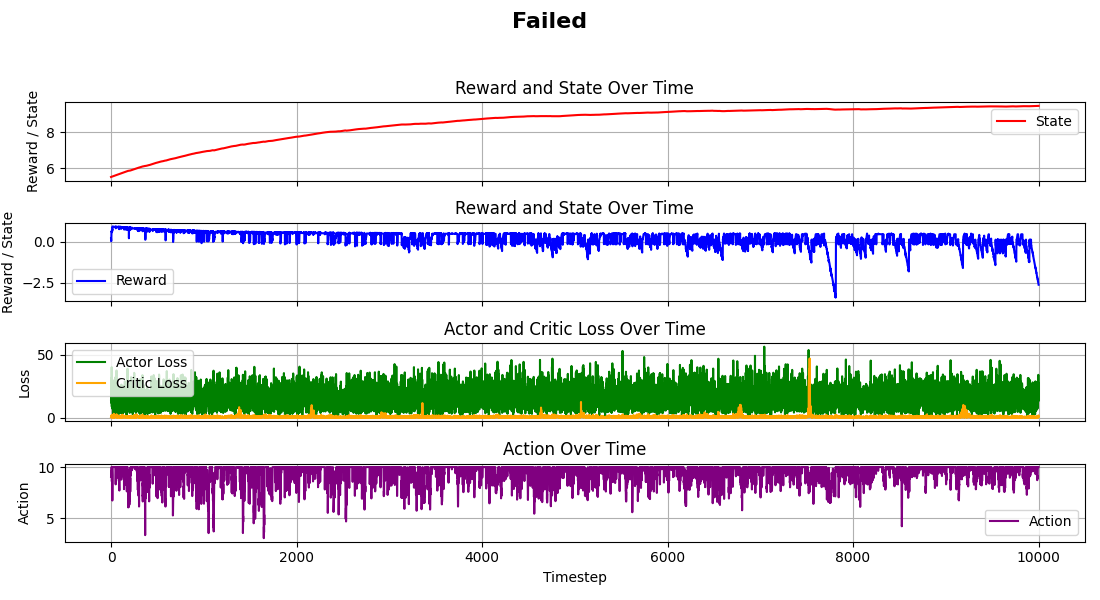 Failed
Reward and State Over Time
Reward / State
8
6
State
Reward and State Over Time
Reward / State
0.0
−2.5
Reward
Actor and Critic Loss Over Time
Loss
50
0
Actor Loss
Critic Loss
Action Over Time
Action
10
5
Action
0 2000 4000 6000 8000 10000
Timestep